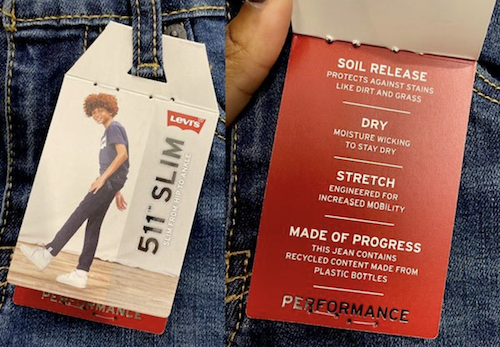 511™ SLIM
Levi's
511™ SLIM
SLIM FROM HIP TO ANKLE
PERFORMANCE
SOIL RELEASE
PROTECTS AGAINST STAINS
LIKE DIRT AND GRASS
DRY
MOISTURE WICKING
TO STAY DRY
STRETCH
ENGINEERED FOR
INCREASED MOBILITY
MADE OF PROGRESS
THIS JEAN CONTAINS
RECYCLED CONTENT MADE FROM
PLASTIC BOTTLES
PERFORMANCE